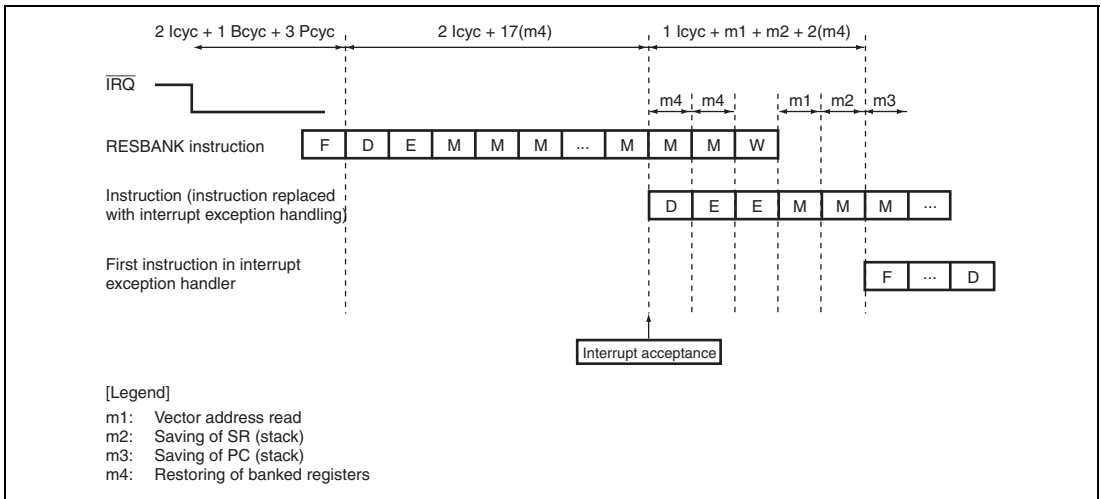 2 Icyc + 1 Bcyc + 3 Pcyc 2 Icyc + 17(m4) 1 Icyc + m1 + m2 + 2(m4)
IRQ
m4 m4 m1 m2 m3
RESBANK instruction F D E M M M ... M M M W
Instruction (instruction replaced
with interrupt exception handling) D E E M M M ...
First instruction in interrupt
exception handler F ... D
Interrupt acceptance
[Legend]
m1: Vector address read
m2: Saving of SR (stack)
m3: Saving of PC (stack)
m4: Restoring of banked registers